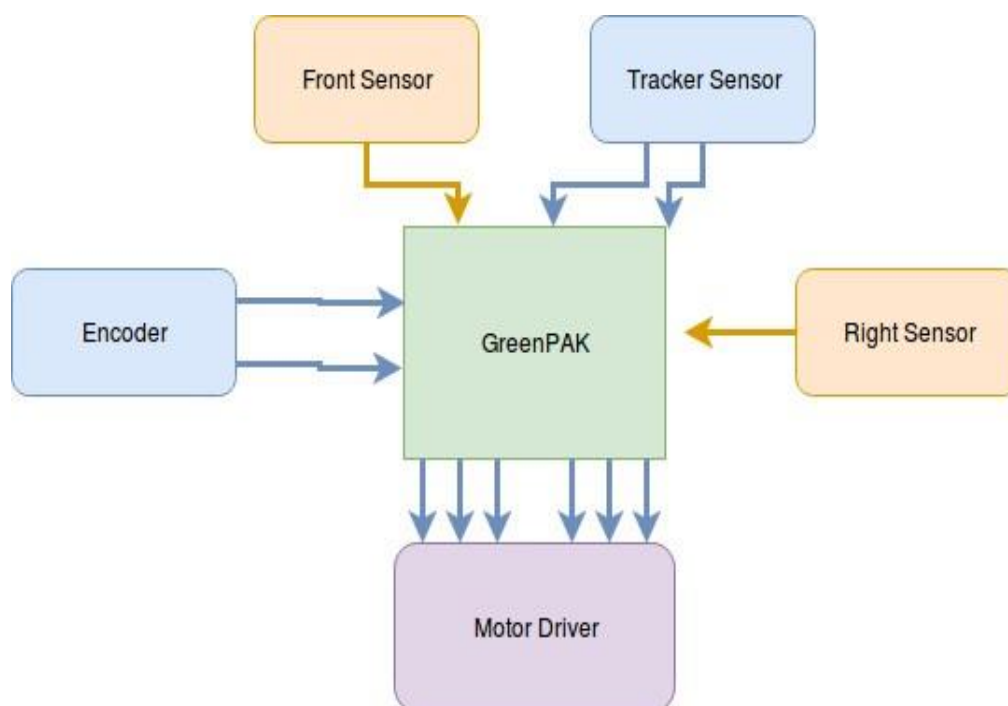 Front Sensor
Tracker Sensor
Encoder
GreenPAK
Right Sensor
Motor Driver